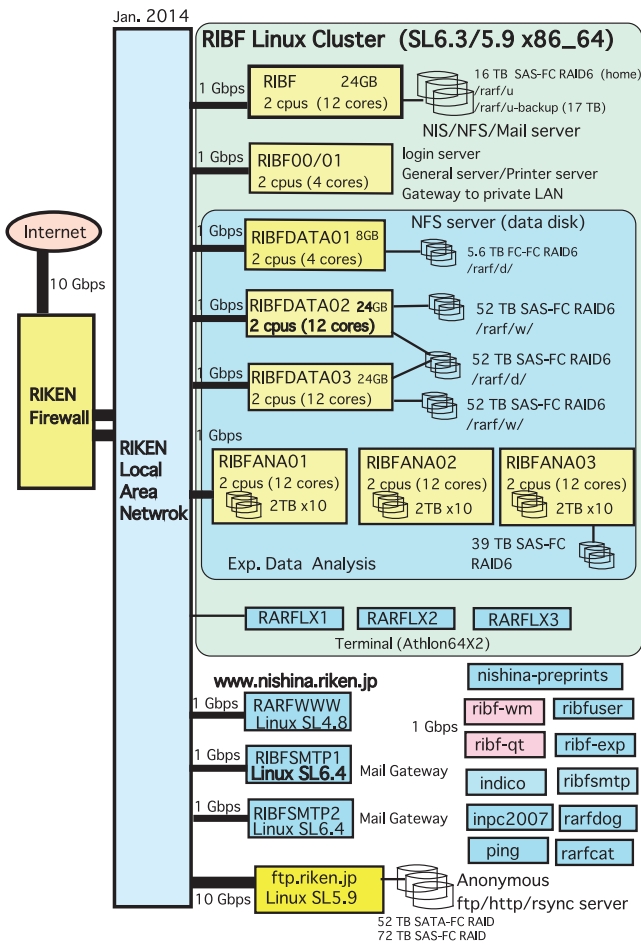 Jan. 2014
RIBF Linux Cluster (SL6.3/5.9 x86_64)
1 Gbps
RIBF 24GB
2 cpus (12 cores)
16 TB SAS-FC RAID6 (home)
/rarf/u
/rarf/u-backup (17 TB)
NIS/NFS/Mail server
1 Gbps
RIBF00/01
2 cpus (4 cores)
login server
General server/Printer server
Gateway to private LAN
NFS server (data disk)
1 Gbps
RIBFDATA01 8GB
2 cpus (4 cores)
5.6 TB FC-FC RAID6
/rarf/d/
Internet
10 Gbps
1 Gbps
RIBFDATA02 24GB
2 cpus (12 cores)
52 TB SAS-FC RAID6
/rarf/w/
52 TB SAS-FC RAID6
/rarf/d/
1 Gbps
RIBFDATA03 24GB
2 cpus (12 cores)
52 TB SAS-FC RAID6
/rarf/w/
RIKEN
Firewall
RIKEN
Local
Area
Netwrok
1 Gbps
RIBFANA01
2 cpus (12 cores)
2TB x10
RIBFANA02
2 cpus (12 cores)
2TB x10
RIBFANA03
2 cpus (12 cores)
2TB x10
39 TB SAS-FC
RAID6
Exp. Data Analysis
RARFLX1
RARFLX2
RARFLX3
Terminal (Athlon64X2)
www.nishina.riken.jp
1 Gbps
RARFWWW
Linux SL4.8
1 Gbps
RIBFSMTP1
Linux SL6.4
Mail Gateway
1 Gbps
RIBFSMTP2
Linux SL6.4
Mail Gateway
10 Gbps
ftp.riken.jp
Linux SL5.9
Anonymous
ftp/http/rsync server
52 TB SATA-FC RAID
72 TB SAS-FC RAID
nishina-preprints
1 Gbps
ribf-wm
ribfuser
ribf-qt
ribf-exp
indico
ribfsmtp
inpc2007
rarfdog
ping
rarfcat